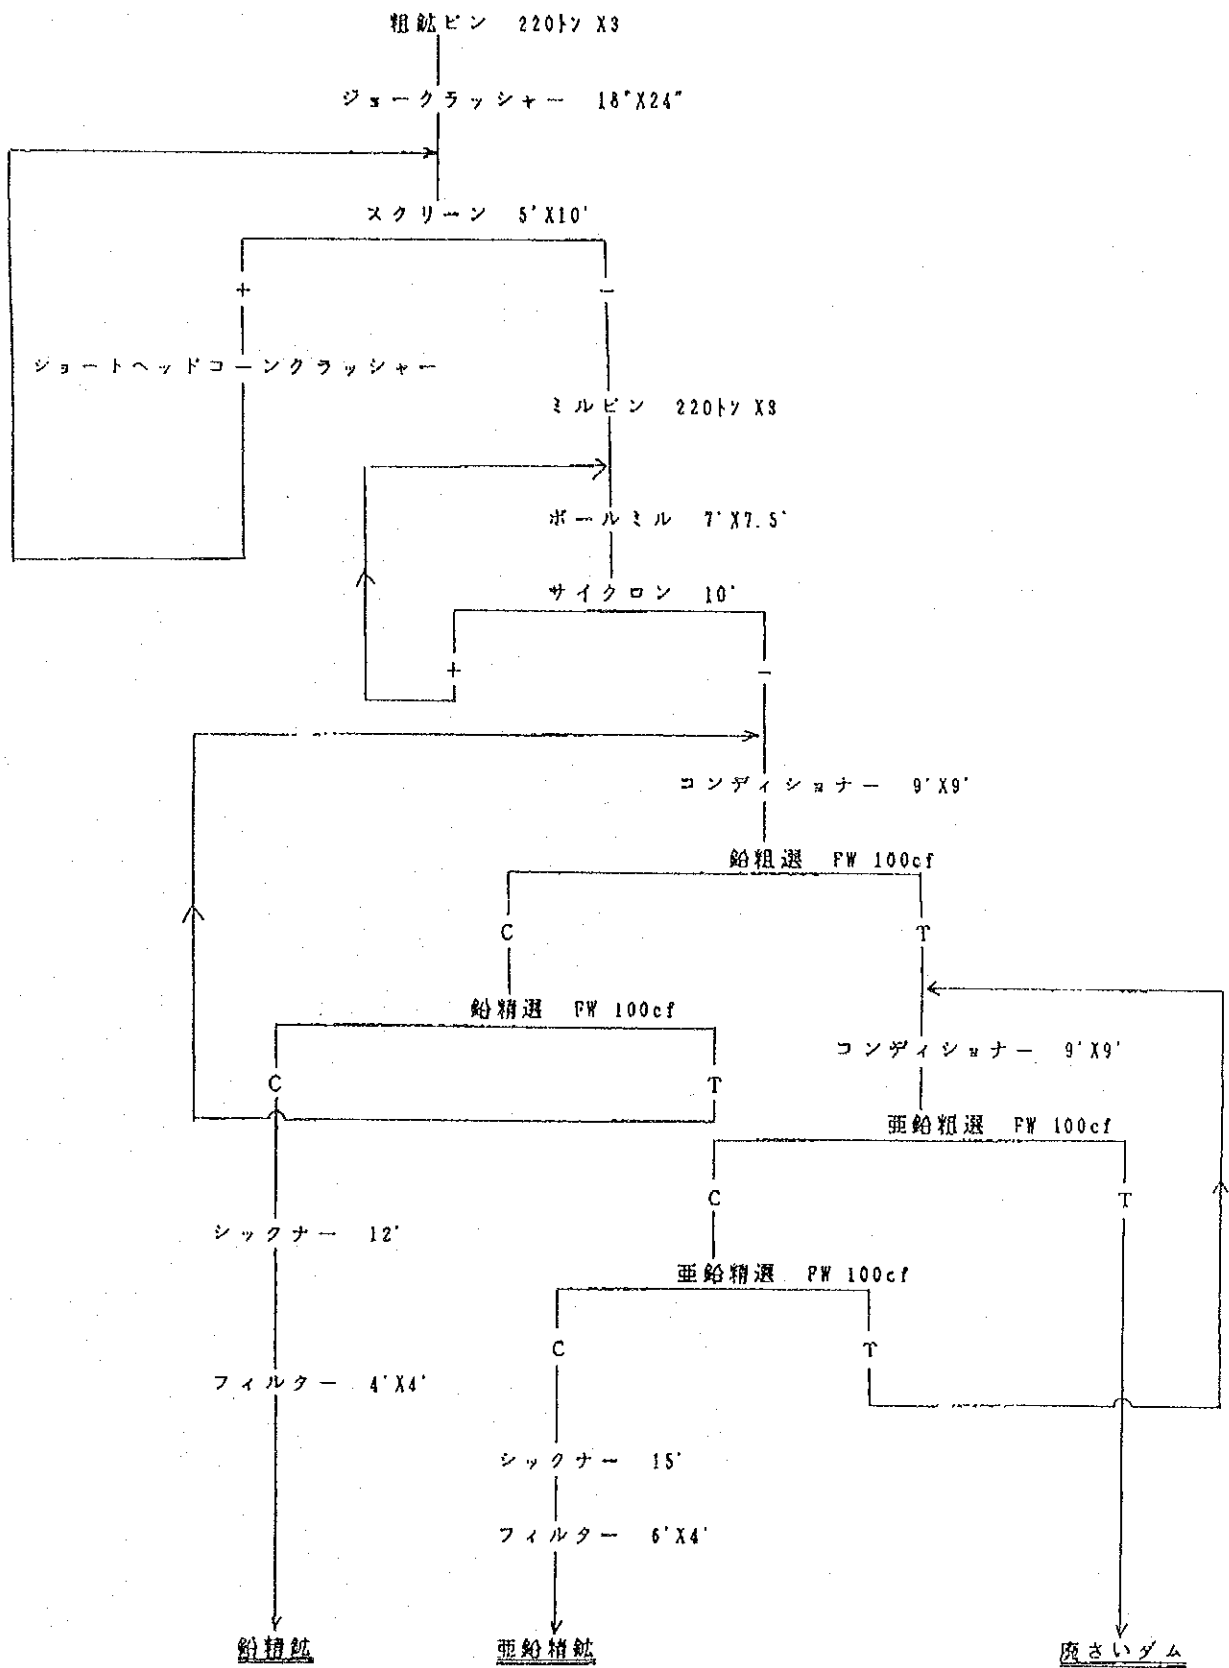 粗鉱ビン 220トン X3
ジョークラッシャー 18"X24"
スクリーン 5'X10'
+ -
ショートヘッドコーンクラッシャー
ミルビン 220トン X3
ボールミル 7'X7.5'
サイクロン 10'
+ -
コンディショナー 9'X9'
鉛粗選 FW 100cf
C T
鉛精選 FW 100cf
コンディショナー 9'X9'
C T
亜鉛粗選 FW 100cf
C T
シックナー 12'
亜鉛精選 FW 100cf
C T
フィルター 4'X4'
シックナー 15'
フィルター 6'X4'
鉛精鉱 亜鉛精鉱 廃さいダム